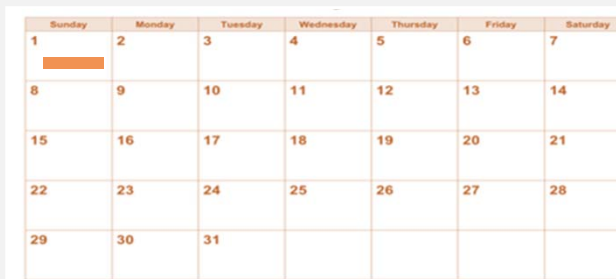 Sunday Monday Tuesday Wednesday Thursday Friday Saturday
1 2 3 4 5 6 7
8 9 10 11 12 13 14
15 16 17 18 19 20 21
22 23 24 25 26 27 28
29 30 31